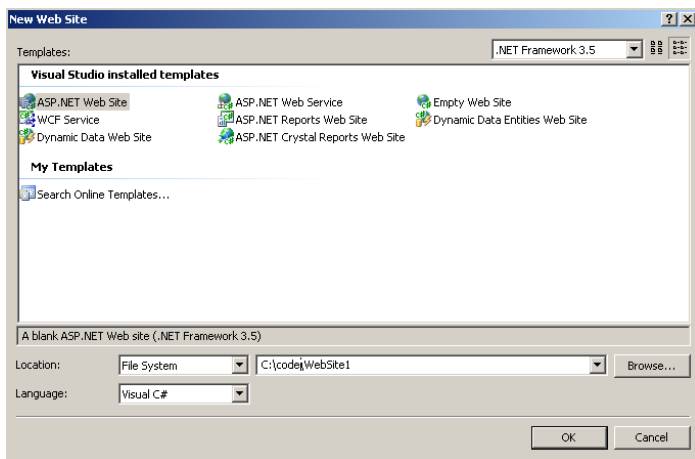 New Web Site
Templates:
.NET Framework 3.5
Visual Studio installed templates
ASP.NET Web Site
ASP.NET Web Service
Empty Web Site
WCF Service
ASP.NET Reports Web Site
Dynamic Data Entities Web Site
Dynamic Data Web Site
ASP.NET Crystal Reports Web Site
My Templates
Search Online Templates...
A blank ASP.NET Web site (.NET Framework 3.5)
Location:
File System
C:\code\WebSite1
Browse...
Language:
Visual C#
OK
Cancel